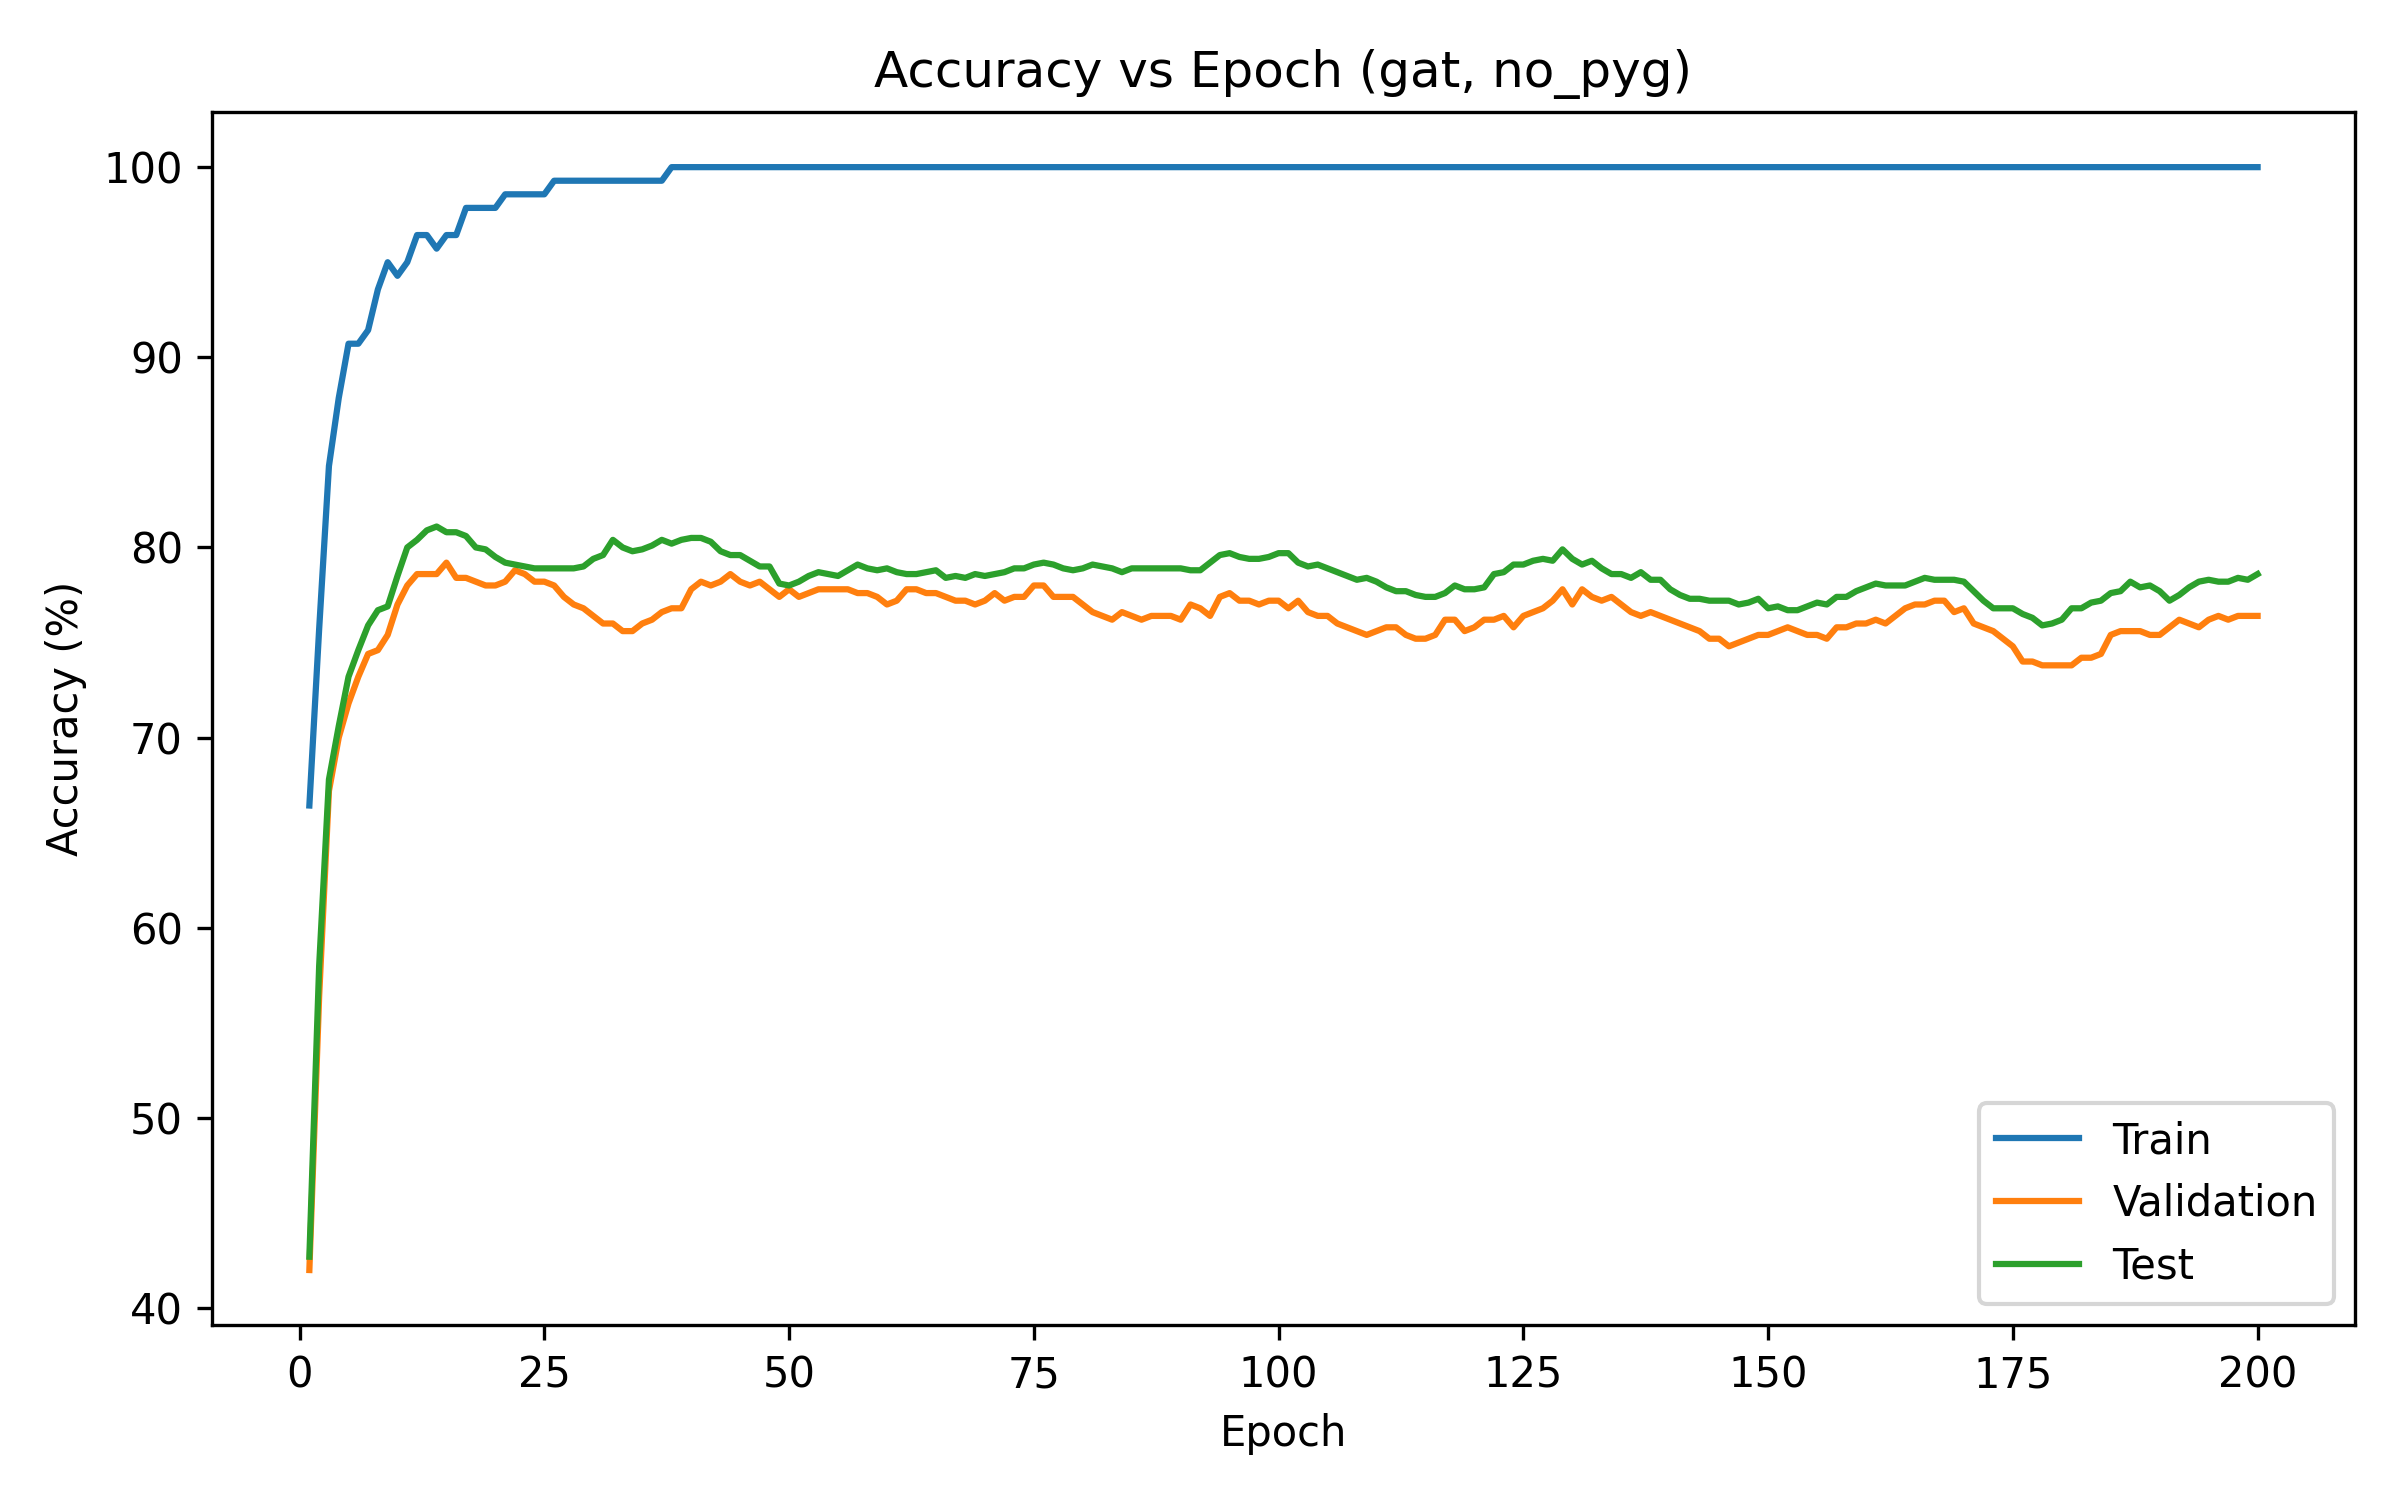 Accuracy vs Epoch (gat, no_pyg)
Accuracy (%)
100
90
80
70
60
50
40
0 25 50 75 100 125 150 175 200
Epoch
Train
Validation
Test